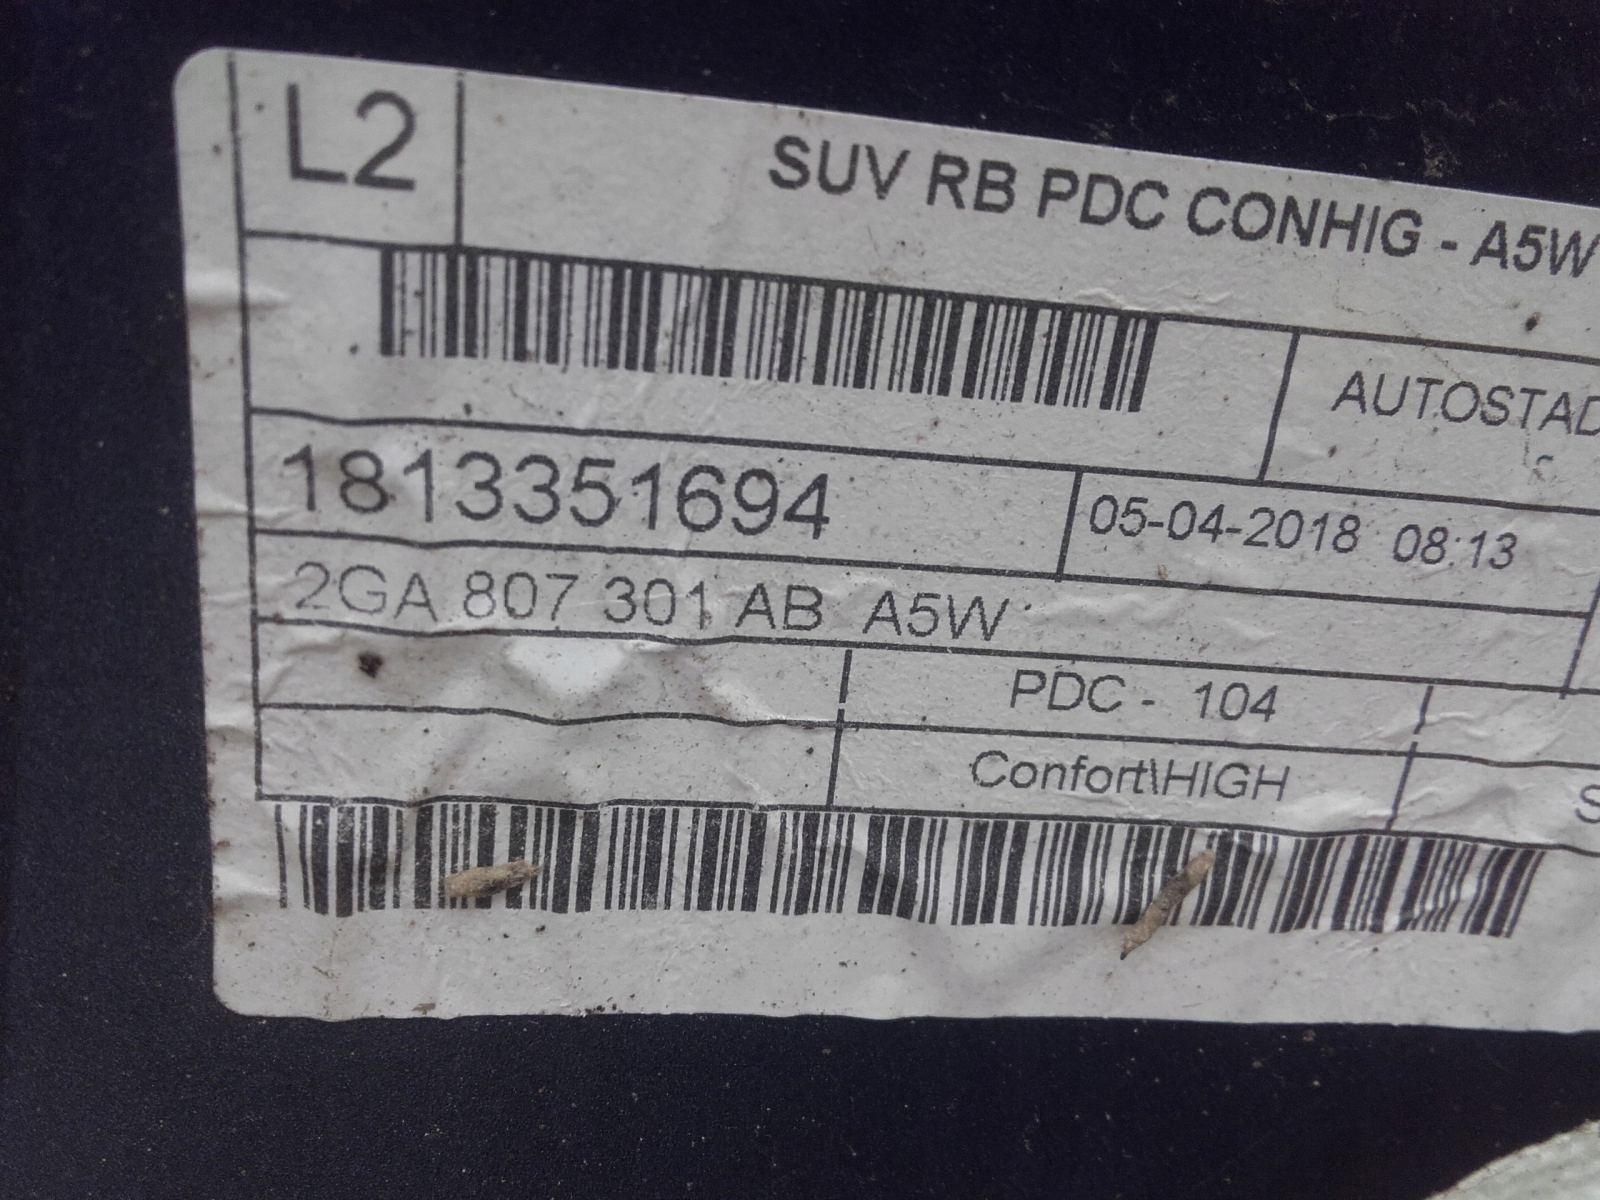 L2
SUV RB PDC CONHIG - A5W
AUTOSTAD
1813351694
05-04-2018 08:13
2GA 807 301 AB A5W
PDC - 104
Confort\HIGH
S